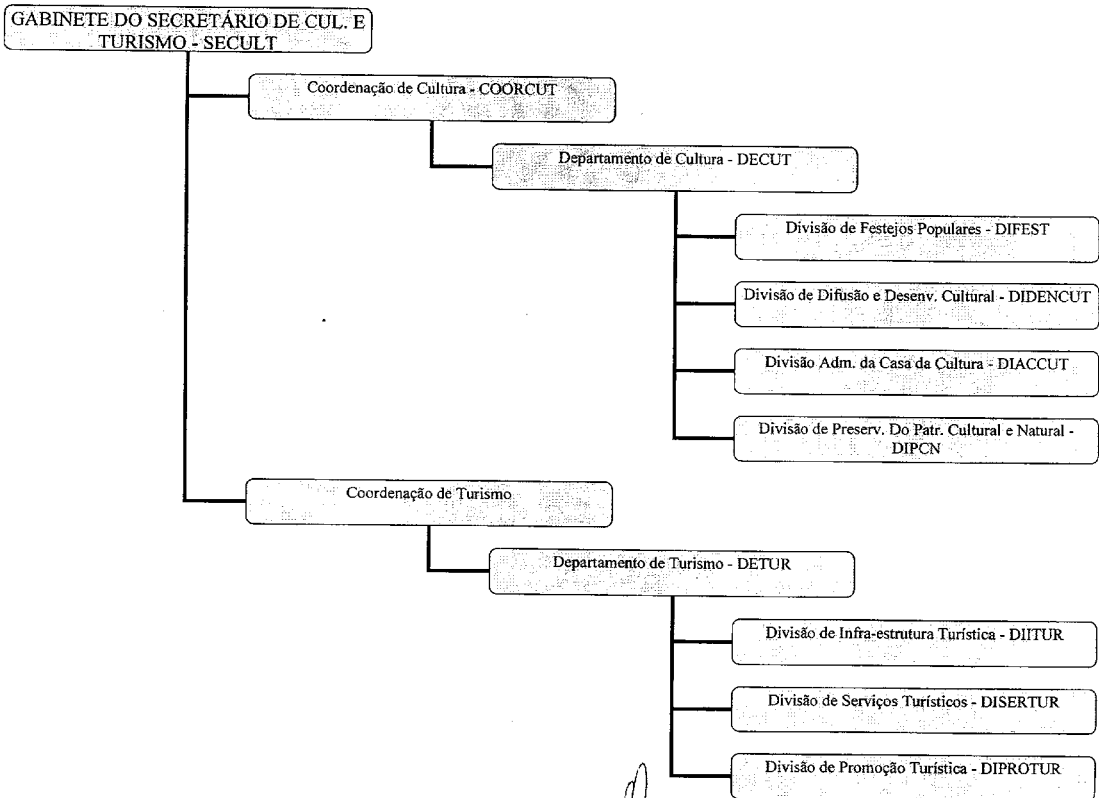 GABINETE DO SECRETÁRIO DE CUL. E
TURISMO - SECULT
Coordenação de Cultura - COORCUT
Departamento de Cultura - DECUT
Divisão de Festejos Populares - DIFEST
Divisão de Difusão e Desenv. Cultural - DIDENCUT
Divisão Adm. da Casa da Cultura - DIACCUT
Divisão de Preserv. Do Patr. Cultural e Natural -
DIPCN
Coordenação de Turismo
Departamento de Turismo - DETUR
Divisão de Infra-estrutura Turística - DIITUR
Divisão de Serviços Turísticos - DISERTUR
Divisão de Promoção Turística - DIPROTUR